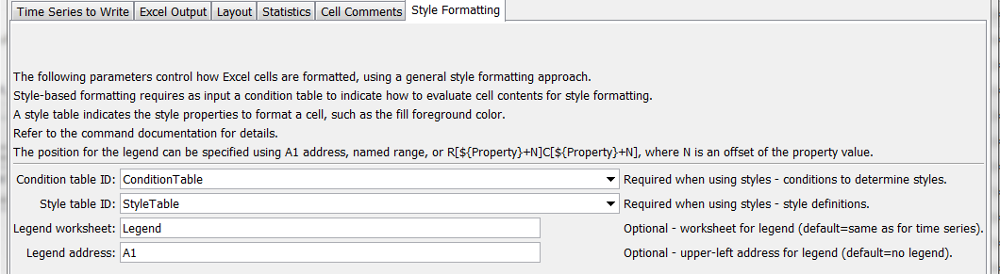 Time Series to Write Excel Output Layout Statistics Cell Comments Style Formatting
The following parameters control how Excel cells are formatted, using a general style formatting approach.
Style-based formatting requires as input a condition table to indicate how to evaluate cell contents for style formatting.
A style table indicates the style properties to format a cell, such as the fill foreground color.
Refer to the command documentation for details.
The position for the legend can be specified using A1 address, named range, or R[${Property}+N]C[${Property}+N], where N is an offset of the property value.
Condition table ID: ConditionTable Required when using styles - conditions to determine styles.
Style table ID: StyleTable Required when using styles - style definitions.
Legend worksheet: Legend Optional - worksheet for legend (default=same as for time series).
Legend address: A1 Optional - upper-left address for legend (default=no legend).